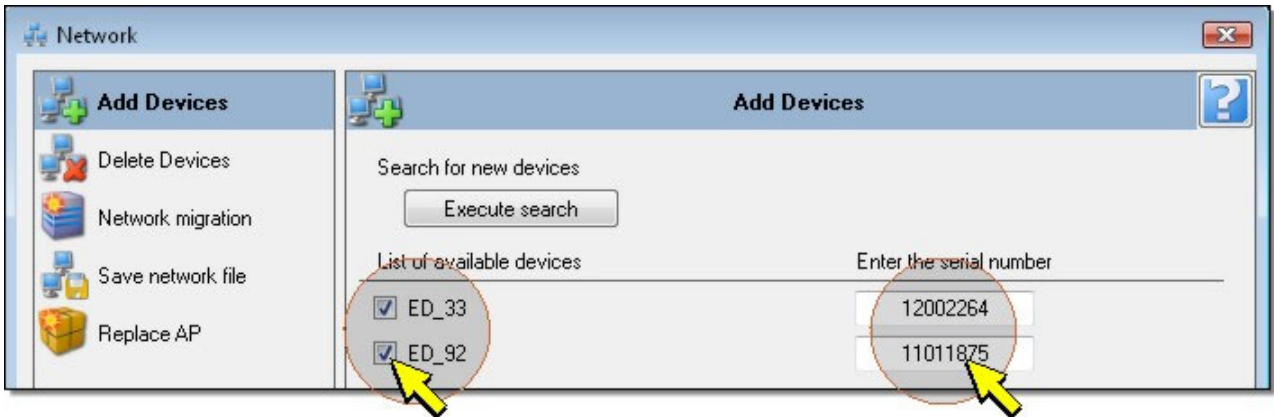 Network
Add Devices
Delete Devices
Network migration
Save network file
Replace AP
Add Devices
?
Search for new devices
Execute search
List of available devices Enter the serial number
ED_33 12002264
ED_92 11011875